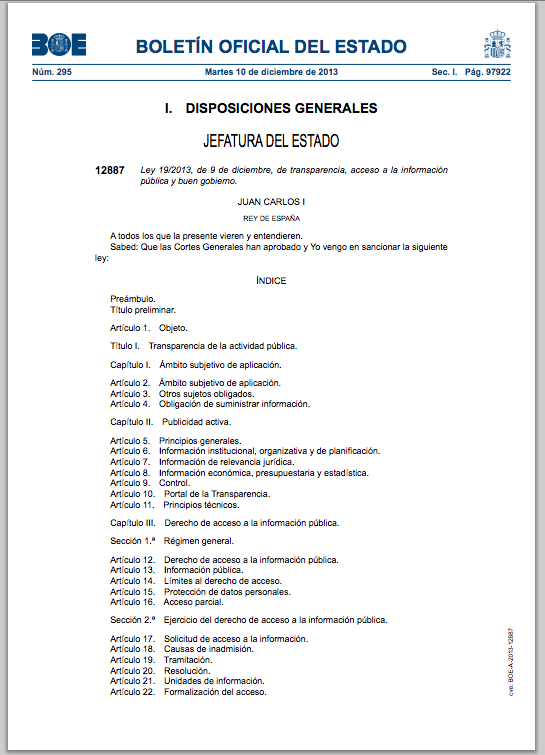 BOE
BOLETÍN OFICIAL DEL ESTADO
Núm. 295 Martes 10 de diciembre de 2013 Sec. I. Pág. 97922
I. DISPOSICIONES GENERALES
JEFATURA DEL ESTADO
12887 Ley 19/2013, de 9 de diciembre, de transparencia, acceso a la información
pública y buen gobierno.
JUAN CARLOS I
REY DE ESPAÑA
A todos los que la presente vieren y entendieren.
Sabed: Que las Cortes Generales han aprobado y Yo vengo en sancionar la siguiente
ley:
ÍNDICE
Preámbulo.
Título preliminar.
Artículo 1. Objeto.
Título I. Transparencia de la actividad pública.
Capítulo I. Ámbito subjetivo de aplicación.
Artículo 2. Ámbito subjetivo de aplicación.
Artículo 3. Otros sujetos obligados.
Artículo 4. Obligación de suministrar información.
Capítulo II. Publicidad activa.
Artículo 5. Principios generales.
Artículo 6. Información institucional, organizativa y de planificación.
Artículo 7. Información de relevancia jurídica.
Artículo 8. Información económica, presupuestaria y estadística.
Artículo 9. Control.
Artículo 10. Portal de la Transparencia.
Artículo 11. Principios técnicos.
Capítulo III. Derecho de acceso a la información pública.
Sección 1.ª Régimen general.
Artículo 12. Derecho de acceso a la información pública.
Artículo 13. Información pública.
Artículo 14. Límites al derecho de acceso.
Artículo 15. Protección de datos personales.
Artículo 16. Acceso parcial.
Sección 2.ª Ejercicio del derecho de acceso a la información pública.
Artículo 17. Solicitud de acceso a la información.
Artículo 18. Causas de inadmisión.
Artículo 19. Tramitación.
Artículo 20. Resolución.
Artículo 21. Unidades de información.
Artículo 22. Formalización del acceso.
cve: BOE-A-2013-12887